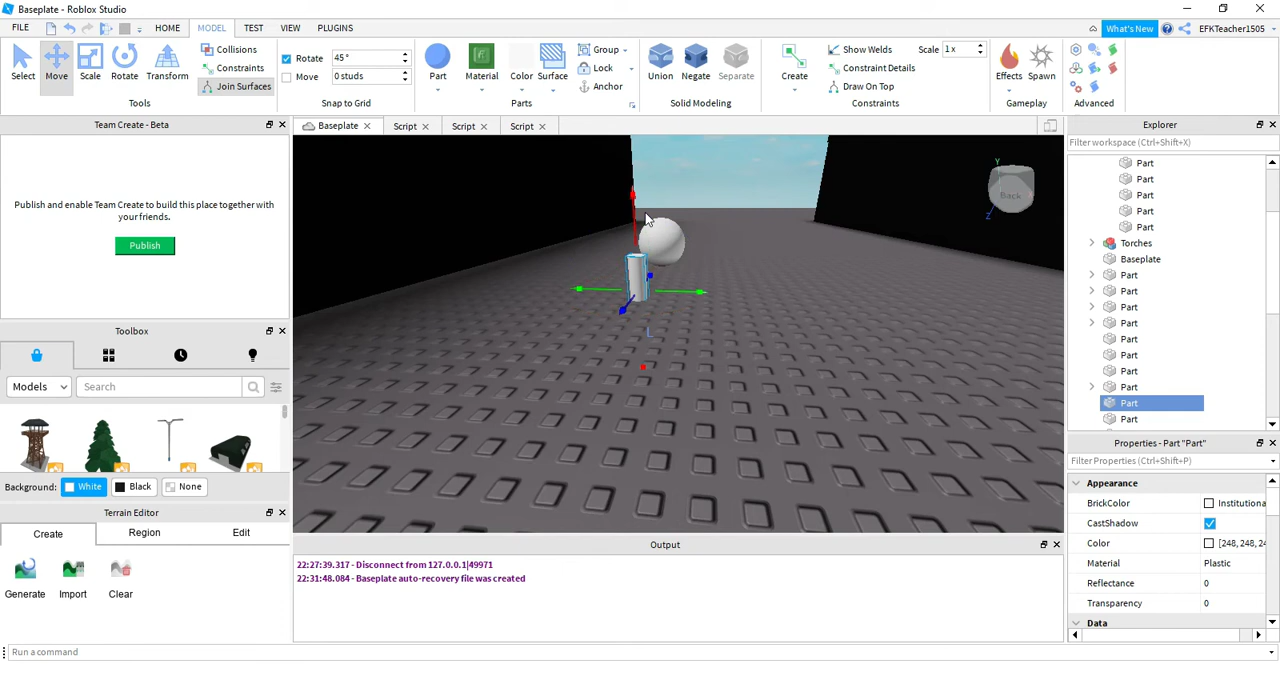 Baseplate - Roblox Studio
FILE HOME MODEL TEST VIEW PLUGINS What's New EFKTeacher1505
Select Move Scale Rotate Transform
Collisions
Constraints
Join Surfaces
Tools
Rotate 45°
Move 0 studs
Snap to Grid
Part Material Color Surface
Group
Lock
Anchor
Parts
Union Negate Separate
Solid Modeling
Create
Show Welds Scale 1 x
Constraint Details
Draw On Top
Constraints
Effects Spawn
Gameplay
Advanced
Team Create - Beta
Publish and enable Team Create to build this place together with
your friends.
Publish
Toolbox
Models Search
Background: White Black None
Terrain Editor
Create Region Edit
Generate Import Clear
Baseplate Script Script Script
Y
Back
Z
L
Output
22:27:39.317 - Disconnect from 127.0.0.1|49971
22:31:48.084 - Baseplate auto-recovery file was created
Explorer
Filter workspace (Ctrl+Shift+X)
Part
Part
Part
Part
Part
Torches
Baseplate
Part
Part
Part
Part
Part
Part
Part
Part
Part
Part
Properties - Part "Part"
Filter Properties (Ctrl+Shift+P)
Appearance
BrickColor Institutiona
CastShadow
Color [248, 248, 24
Material Plastic
Reflectance 0
Transparency 0
Data
Run a command